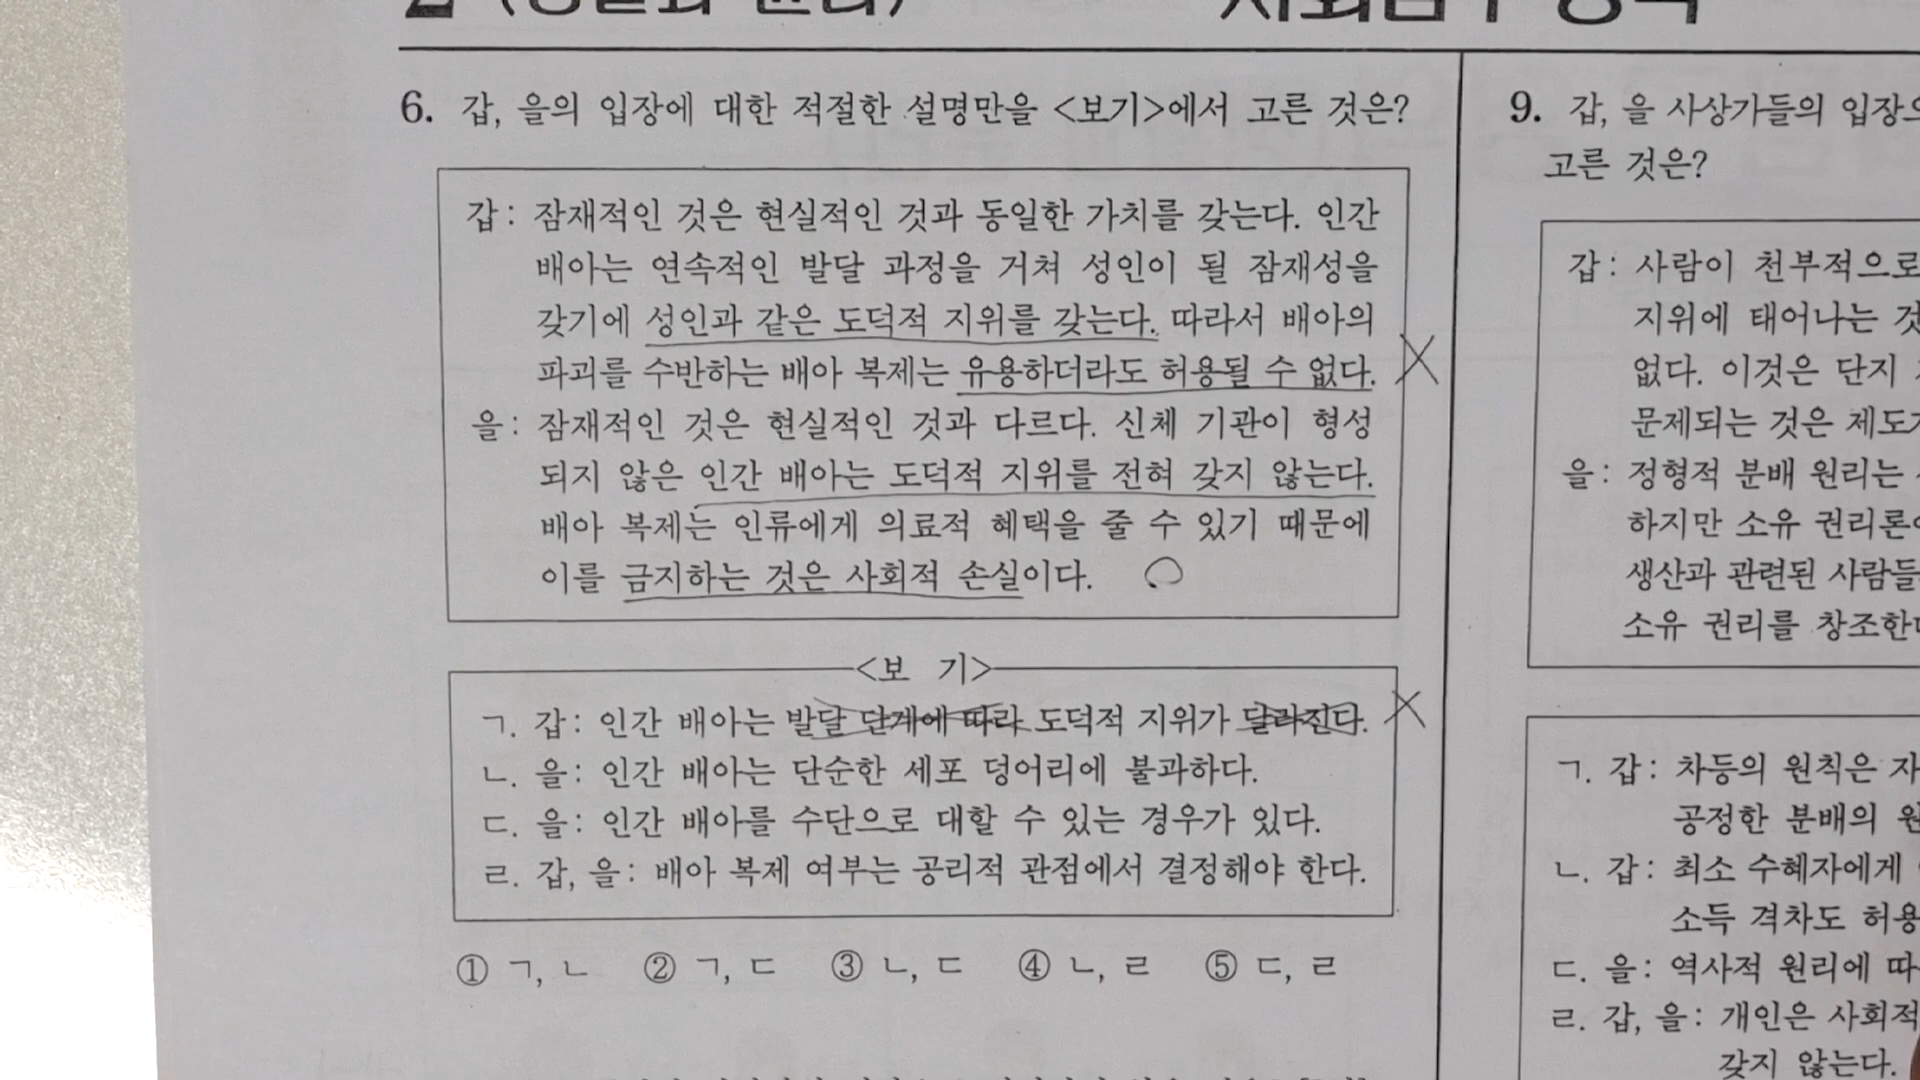 6. 갑, 을의 입장에 대한 적절한 설명만을 <보기>에서 고른 것은?
갑: 잠재적인 것은 현실적인 것과 동일한 가치를 갖는다. 인간
배아는 연속적인 발달 과정을 거쳐 성인이 될 잠재성을
갖기에 성인과 같은 도덕적 지위를 갖는다. 따라서 배아의
파괴를 수반하는 배아 복제는 유용하더라도 허용될 수 없다.
을: 잠재적인 것은 현실적인 것과 다르다. 신체 기관이 형성
되지 않은 인간 배아는 도덕적 지위를 전혀 갖지 않는다.
배아 복제는 인류에게 의료적 혜택을 줄 수 있기 때문에
이를 금지하는 것은 사회적 손실이다.
<보 기>
ㄱ. 갑: 인간 배아는 발달 단계에 따라 도덕적 지위가 달라진다.
ㄴ. 을: 인간 배아는 단순한 세포 덩어리에 불과하다.
ㄷ. 을: 인간 배아를 수단으로 대할 수 있는 경우가 있다.
ㄹ. 갑, 을: 배아 복제 여부는 공리적 관점에서 결정해야 한다.
① ㄱ, ㄴ ② ㄱ, ㄷ ③ ㄴ, ㄷ ④ ㄴ, ㄹ ⑤ ㄷ, ㄹ
9. 갑, 을 사상가들의 입장으
고른 것은?
갑: 사람이 천부적으로
지위에 태어나는 것
없다. 이것은 단지
문제되는 것은 제도가
을: 정형적 분배 원리는
하지만 소유 권리론
생산과 관련된 사람들
소유 권리를 창조한다
ㄱ. 갑: 차등의 원칙은 자
공정한 분배의 원
ㄴ. 갑: 최소 수혜자에게
소득 격차도 허용
ㄷ. 을: 역사적 원리에 따
ㄹ. 갑, 을: 개인은 사회적
갖지 않는다.